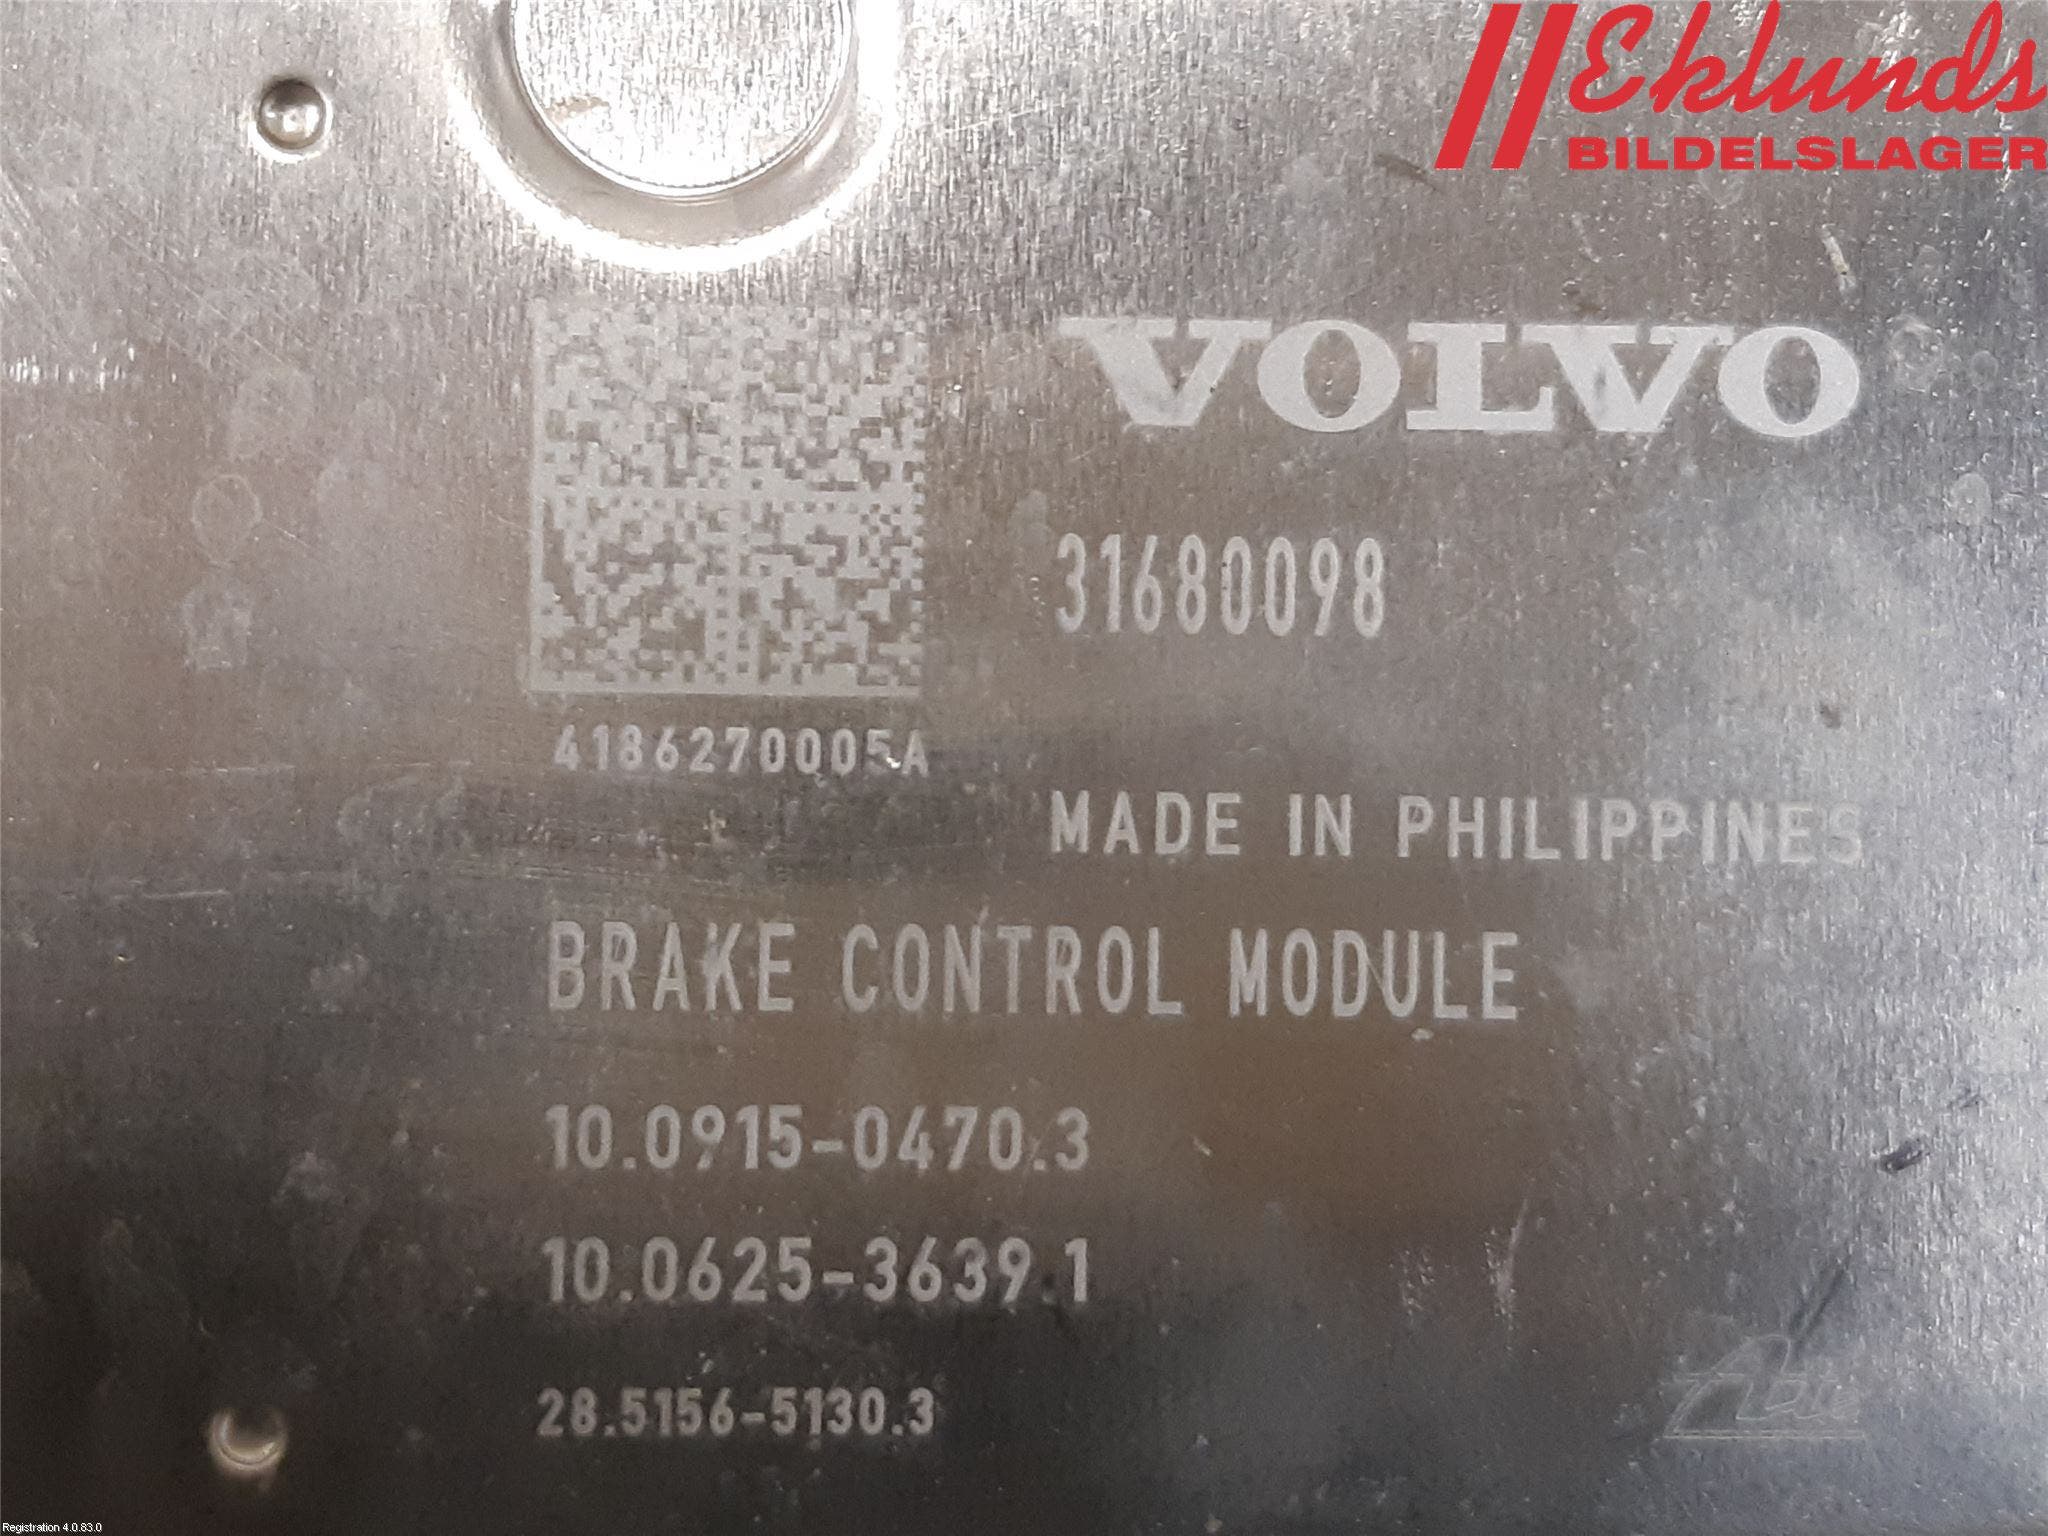 Eklunds
BILDELSLAGER
VOLVO
31680098
4186270005A
MADE IN PHILIPPINES
BRAKE CONTROL MODULE
10.0915-0470.3
10.0625-3639.1
28.5156-5130.3
Registration 4.0.83.0